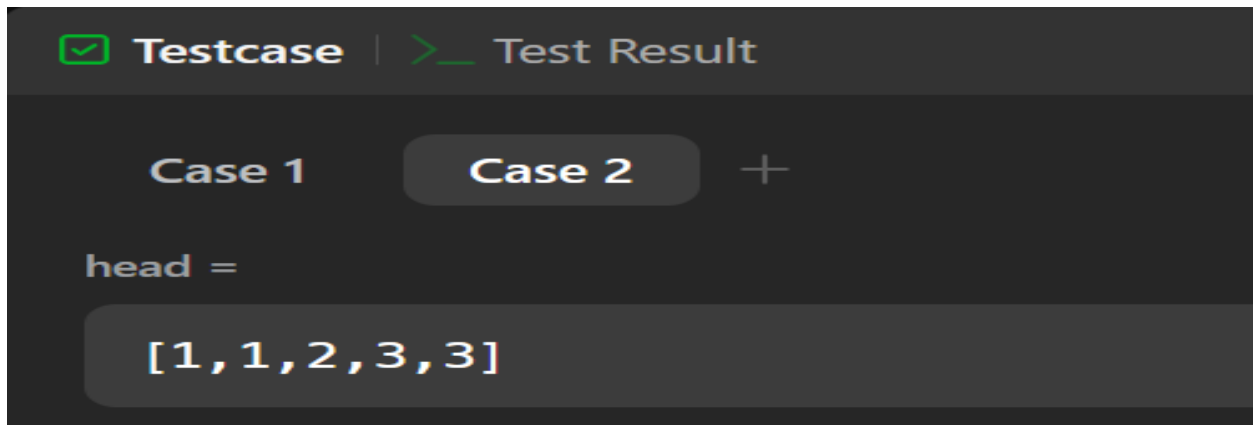 Testcase | >_ Test Result
Case 1 Case 2 +
head =
[1,1,2,3,3]